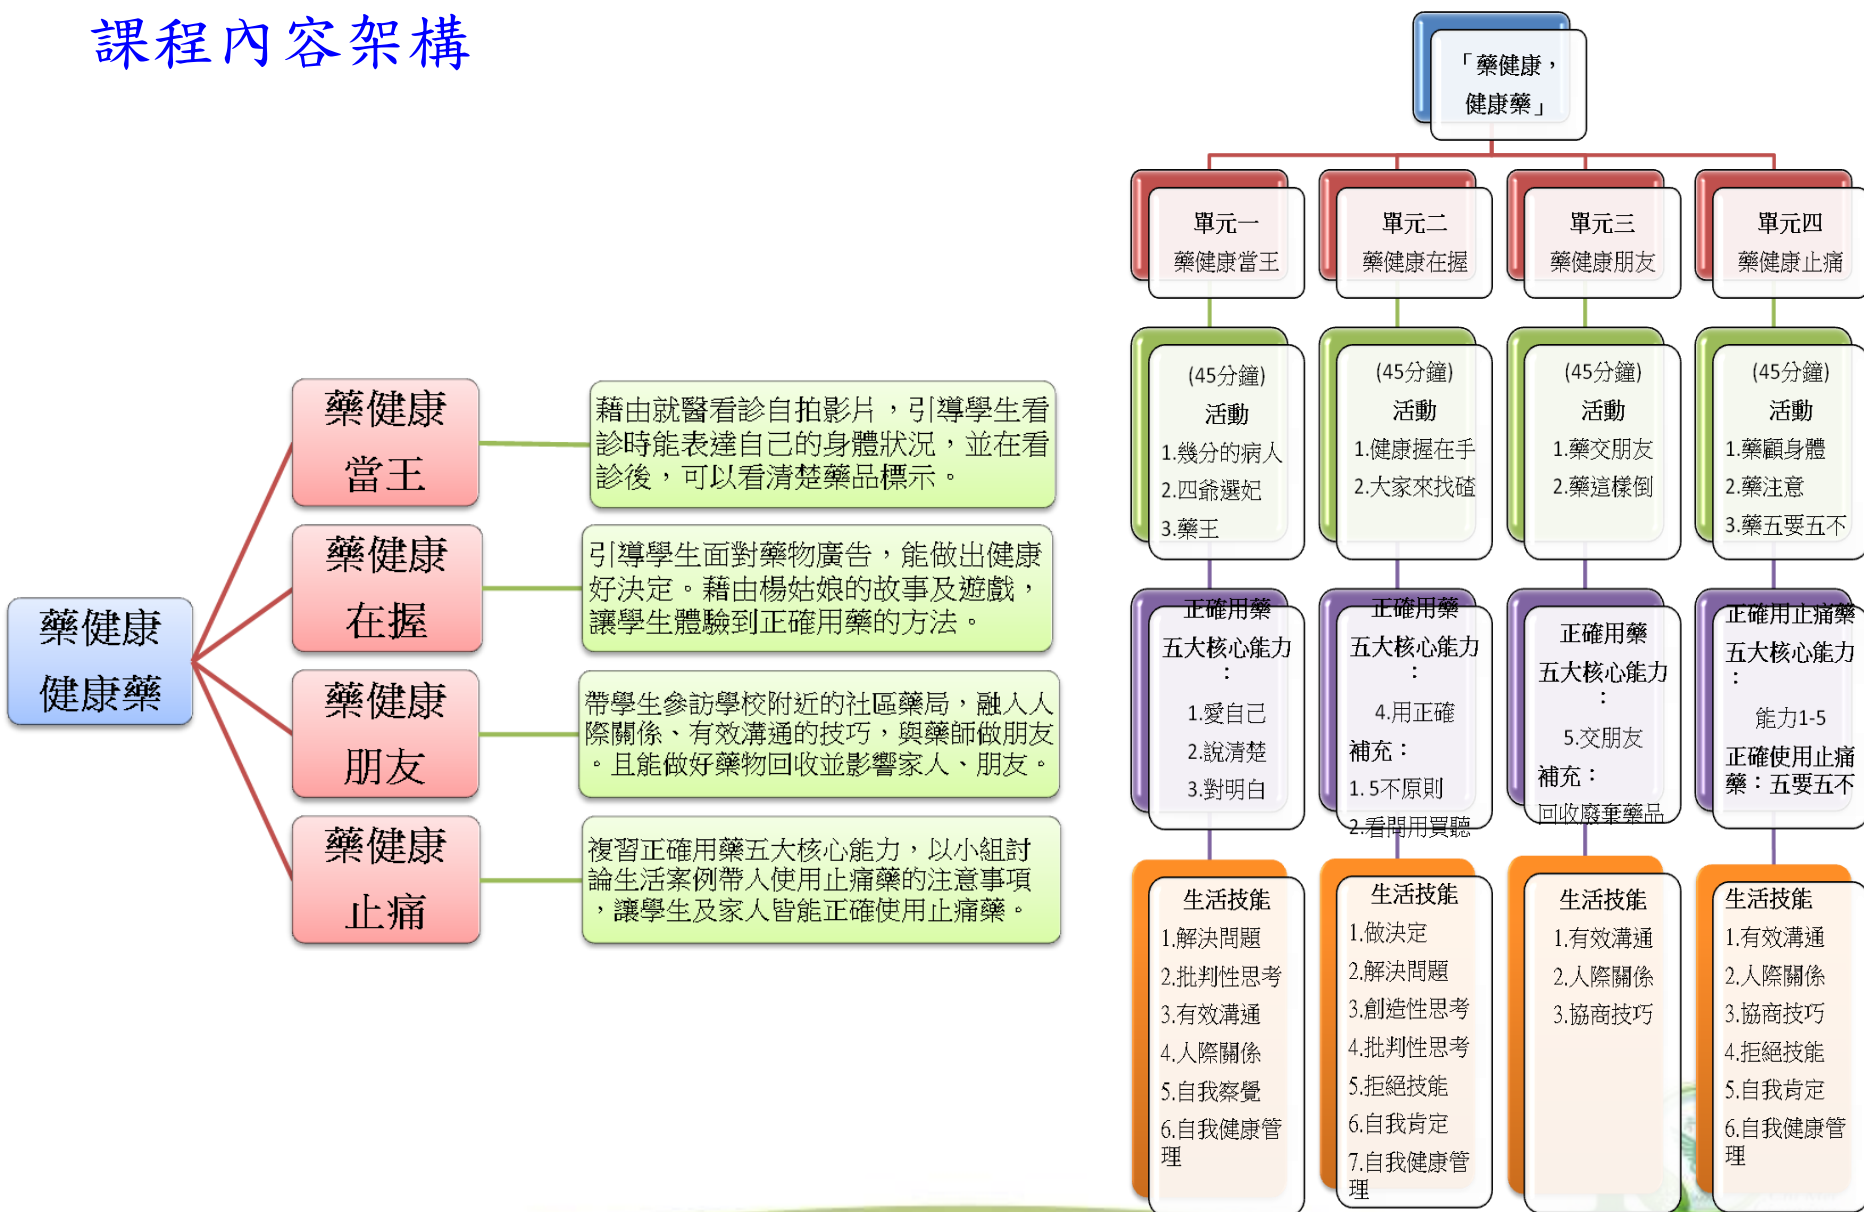 課程內容架構
藥健康
健康藥
藥健康
當王
藉由就醫看診自拍影片，引導學生看
診時能表達自己的身體狀況，並在看
診後，可以看清楚藥品標示。
藥健康
在握
引導學生面對藥物廣告，能做出健康
好決定。藉由楊姑娘的故事及遊戲，
讓學生體驗到正確用藥的方法。
藥健康
朋友
帶學生參訪學校附近的社區藥局，融入人
際關係、有效溝通的技巧，與藥師做朋友
。且能做好藥物回收並影響家人、朋友。
藥健康
止痛
複習正確用藥五大核心能力，以小組討
論生活案例帶入使用止痛藥的注意事項
，讓學生及家人皆能正確使用止痛藥。
「藥健康，
健康藥」
單元一
藥健康當王
(45分鐘)
活動
1.幾分的病人
2.四爺選妃
3.藥王
正確用藥
五大核心能力
：
1.愛自己
2.說清楚
3.對明白
生活技能
1.解決問題
2.批判性思考
3.有效溝通
4.人際關係
5.自我察覺
6.自我健康管
理
單元二
藥健康在握
(45分鐘)
活動
1.健康握在手
2.大家來找碴
正確用藥
五大核心能力
：
4.用正確
補充：
1. 5不原則
2.看問用買聽
生活技能
1.做決定
2.解決問題
3.創造性思考
4.批判性思考
5.拒絕技能
6.自我肯定
7.自我健康管
理
單元三
藥健康朋友
(45分鐘)
活動
1.藥交朋友
2.藥這樣倒
正確用藥
五大核心能力
：
5.交朋友
補充：
回收廢棄藥品
生活技能
1.有效溝通
2.人際關係
3.協商技巧
單元四
藥健康止痛
(45分鐘)
活動
1.藥顧身體
2.藥注意
3.藥五要五不
正確用止痛藥
五大核心能力
：
能力1-5
正確使用止痛
藥：五要五不
生活技能
1.有效溝通
2.人際關係
3.協商技巧
4.拒絕技能
5.自我肯定
6.自我健康管
理